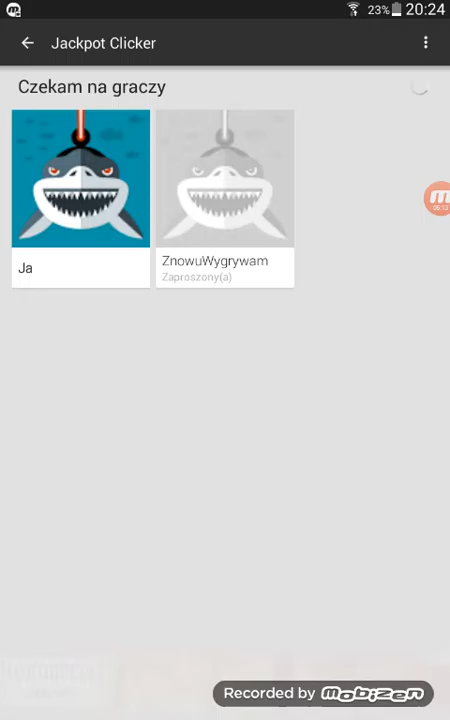 23% 20:24
Jackpot Clicker
Czekam na graczy
Ja
ZnowuWygrywam
Zaproszony(a)
Recorded by mobizen